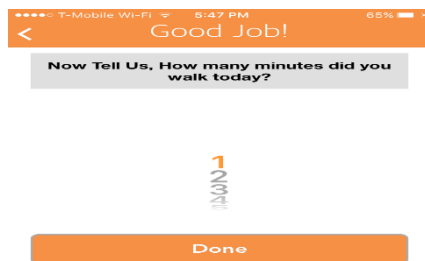 T-Mobile Wi-Fi 5:47 PM 65%
Good Job!
Now Tell Us, How many minutes did you
walk today?
1
2
3
4
Done